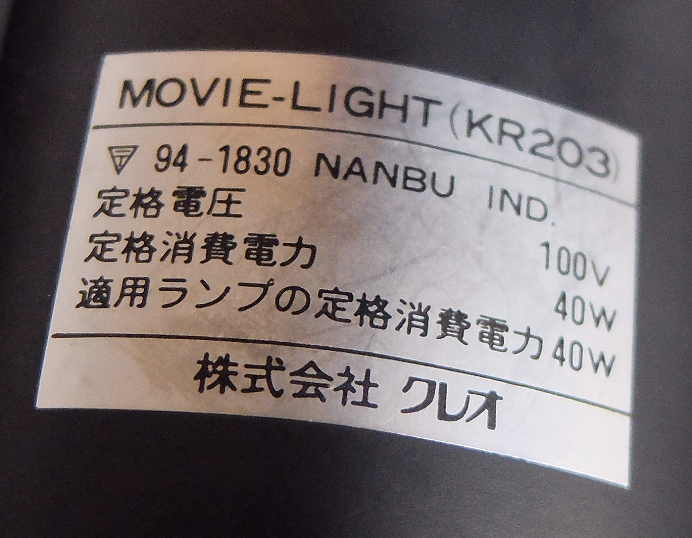 MOVIE-LIGHT(KR203)
94-1830 NANBU IND.
定格電圧 100V
定格消費電力 40W
適用ランプの定格消費電力 40W
株式会社 クレオ